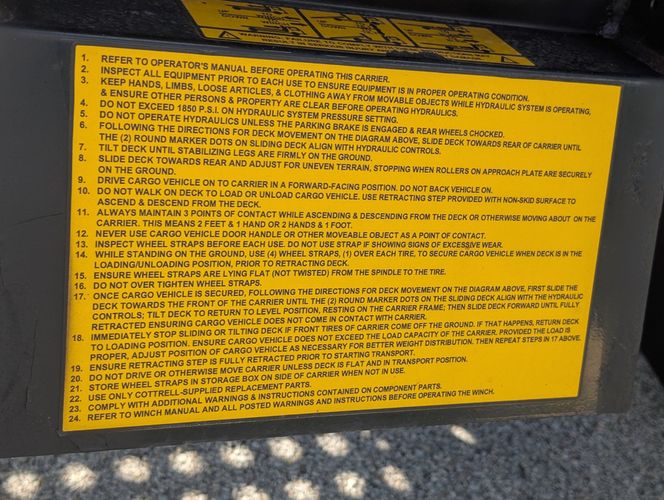 DOWN
DOWN
WARNING
1. REFER TO OPERATOR'S MANUAL BEFORE OPERATING THIS CARRIER.
2. INSPECT ALL EQUIPMENT PRIOR TO EACH USE TO ENSURE EQUIPMENT IS IN PROPER OPERATING CONDITION.
3. KEEP HANDS, LIMBS, LOOSE ARTICLES, & CLOTHING AWAY FROM MOVABLE OBJECTS WHILE HYDRAULIC SYSTEM IS OPERATING,
& ENSURE OTHER PERSONS & PROPERTY ARE CLEAR BEFORE OPERATING HYDRAULICS.
4. DO NOT EXCEED 1850 P.S.I. ON HYDRAULIC SYSTEM PRESSURE SETTING.
5. DO NOT OPERATE HYDRAULICS UNLESS THE PARKING BRAKE IS ENGAGED & REAR WHEELS CHOCKED.
6. FOLLOWING THE DIRECTIONS FOR DECK MOVEMENT ON THE DIAGRAM ABOVE, SLIDE DECK TOWARDS REAR OF CARRIER UNTIL
THE (2) ROUND MARKER DOTS ON SLIDING DECK ALIGN WITH HYDRAULIC CONTROLS.
7. TILT DECK UNTIL STABILIZING LEGS ARE FIRMLY ON THE GROUND.
8. SLIDE DECK TOWARDS REAR AND ADJUST FOR UNEVEN TERRAIN, STOPPING WHEN ROLLERS ON APPROACH PLATE ARE SECURELY
ON THE GROUND.
9. DRIVE CARGO VEHICLE ON TO CARRIER IN A FORWARD-FACING POSITION. DO NOT BACK VEHICLE ON.
10. DO NOT WALK ON DECK TO LOAD OR UNLOAD CARGO VEHICLE. USE RETRACTING STEP PROVIDED WITH NON-SKID SURFACE TO
ASCEND & DESCEND FROM THE DECK.
11. ALWAYS MAINTAIN 3 POINTS OF CONTACT WHILE ASCENDING & DESCENDING FROM THE DECK OR OTHERWISE MOVING ABOUT ON THE
CARRIER. THIS MEANS 2 FEET & 1 HAND OR 2 HANDS & 1 FOOT.
12. NEVER USE CARGO VEHICLE DOOR HANDLE OR OTHER MOVEABLE OBJECT AS A POINT OF CONTACT.
13. INSPECT WHEEL STRAPS BEFORE EACH USE. DO NOT USE STRAP IF SHOWING SIGNS OF EXCESSIVE WEAR.
14. WHILE STANDING ON THE GROUND, USE (4) WHEEL STRAPS, (1) OVER EACH TIRE, TO SECURE CARGO VEHICLE WHEN DECK IS IN THE
LOADING/UNLOADING POSITION, PRIOR TO RETRACTING DECK.
15. ENSURE WHEEL STRAPS ARE LYING FLAT (NOT TWISTED) FROM THE SPINDLE TO THE TIRE.
16. DO NOT OVER TIGHTEN WHEEL STRAPS.
17. ONCE CARGO VEHICLE IS SECURED, FOLLOWING THE DIRECTIONS FOR DECK MOVEMENT ON THE DIAGRAM ABOVE, FIRST SLIDE THE
DECK TOWARDS THE FRONT OF THE CARRIER UNTIL THE (2) ROUND MARKER DOTS ON THE SLIDING DECK ALIGN WITH THE HYDRAULIC
CONTROLS; TILT DECK TO RETURN TO LEVEL POSITION, RESTING ON THE CARRIER FRAME; THEN SLIDE DECK FORWARD UNTIL FULLY
RETRACTED ENSURING CARGO VEHICLE DOES NOT COME IN CONTACT WITH CARRIER.
18. IMMEDIATELY STOP SLIDING OR TILTING DECK IF FRONT TIRES OF CARRIER COME OFF THE GROUND. IF THAT HAPPENS, RETURN DECK
TO LOADING POSITION. ENSURE CARGO VEHICLE DOES NOT EXCEED THE LOAD CAPACITY OF THE CARRIER. PROVIDED THE LOAD IS
PROPER, ADJUST POSITION OF CARGO VEHICLE AS NECESSARY FOR BETTER WEIGHT DISTRIBUTION. THEN REPEAT STEPS IN 17 ABOVE.
19. ENSURE RETRACTING STEP IS FULLY RETRACTED PRIOR TO STARTING TRANSPORT.
20. DO NOT DRIVE OR OTHERWISE MOVE CARRIER UNLESS DECK IS FLAT AND IN TRANSPORT POSITION.
21. STORE WHEEL STRAPS IN STORAGE BOX ON SIDE OF CARRIER WHEN NOT IN USE.
22. USE ONLY COTTRELL-SUPPLIED REPLACEMENT PARTS.
23. COMPLY WITH ADDITIONAL WARNINGS & INSTRUCTIONS CONTAINED ON COMPONENT PARTS.
24. REFER TO WINCH MANUAL AND ALL POSTED WARNINGS AND INSTRUCTIONS BEFORE OPERATING THE WINCH.